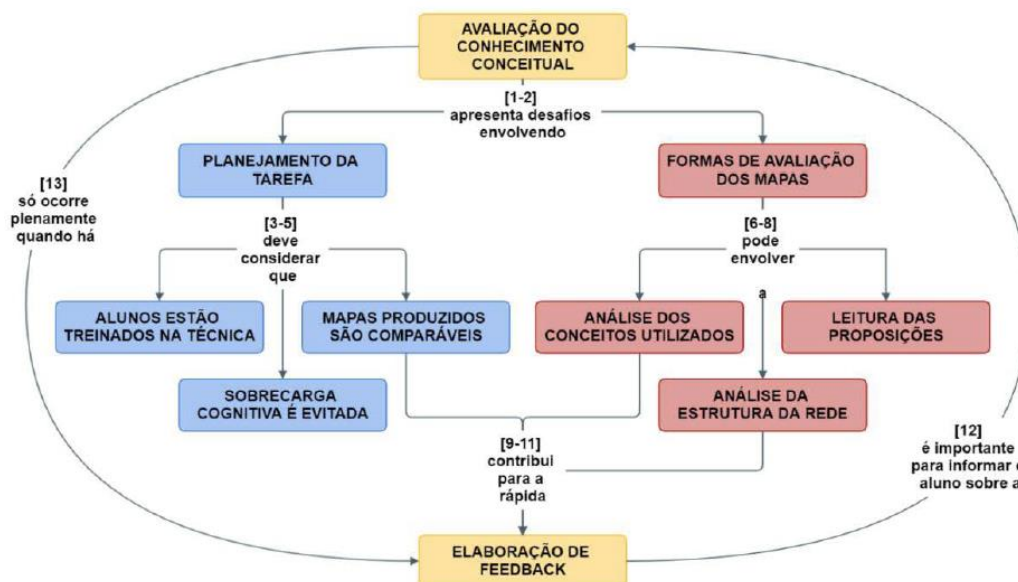 AVALIAÇÃO DO
CONHECIMENTO
CONCEITUAL
[1-2]
apresenta desafios
envolvendo
PLANEJAMENTO DA
TAREFA
FORMAS DE AVALIAÇÃO
DOS MAPAS
[13]
só ocorre
plenamente
quando há
[3-5]
deve
considerar
que
[6-8]
pode
envolver
a
ALUNOS ESTÃO
TREINADOS NA TÉCNICA
MAPAS PRODUZIDOS
SÃO COMPARÁVEIS
ANÁLISE DOS
CONCEITOS UTILIZADOS
LEITURA DAS
PROPOSIÇÕES
SOBRECARGA
COGNITIVA É EVITADA
ANÁLISE DA
ESTRUTURA DA REDE
[9-11]
contribui
para a
rápida
[12]
é importante
para informar
aluno sobre a
ELABORAÇÃO DE
FEEDBACK